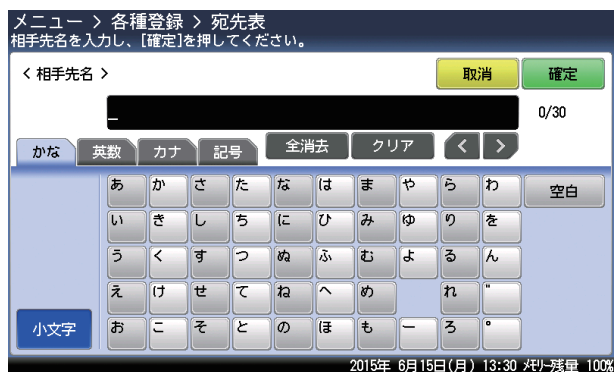 メニュー > 各種登録 > 宛先表
相手先名を入力し、[確定]を押してください。
< 相手先名 >
取消 確定
_ 0/30
かな 英数 カナ 記号 全消去 クリア < >
あ か さ た な は ま や ら わ 空白
い き し ち に ひ み ゆ り を
う く す つ ぬ ふ む よ る ん
え け せ て ね へ め れ ゛
小文字 お こ そ と の ほ も ー ろ ゜
2015年 6月15日(月) 13:30 メモリー残量 100%